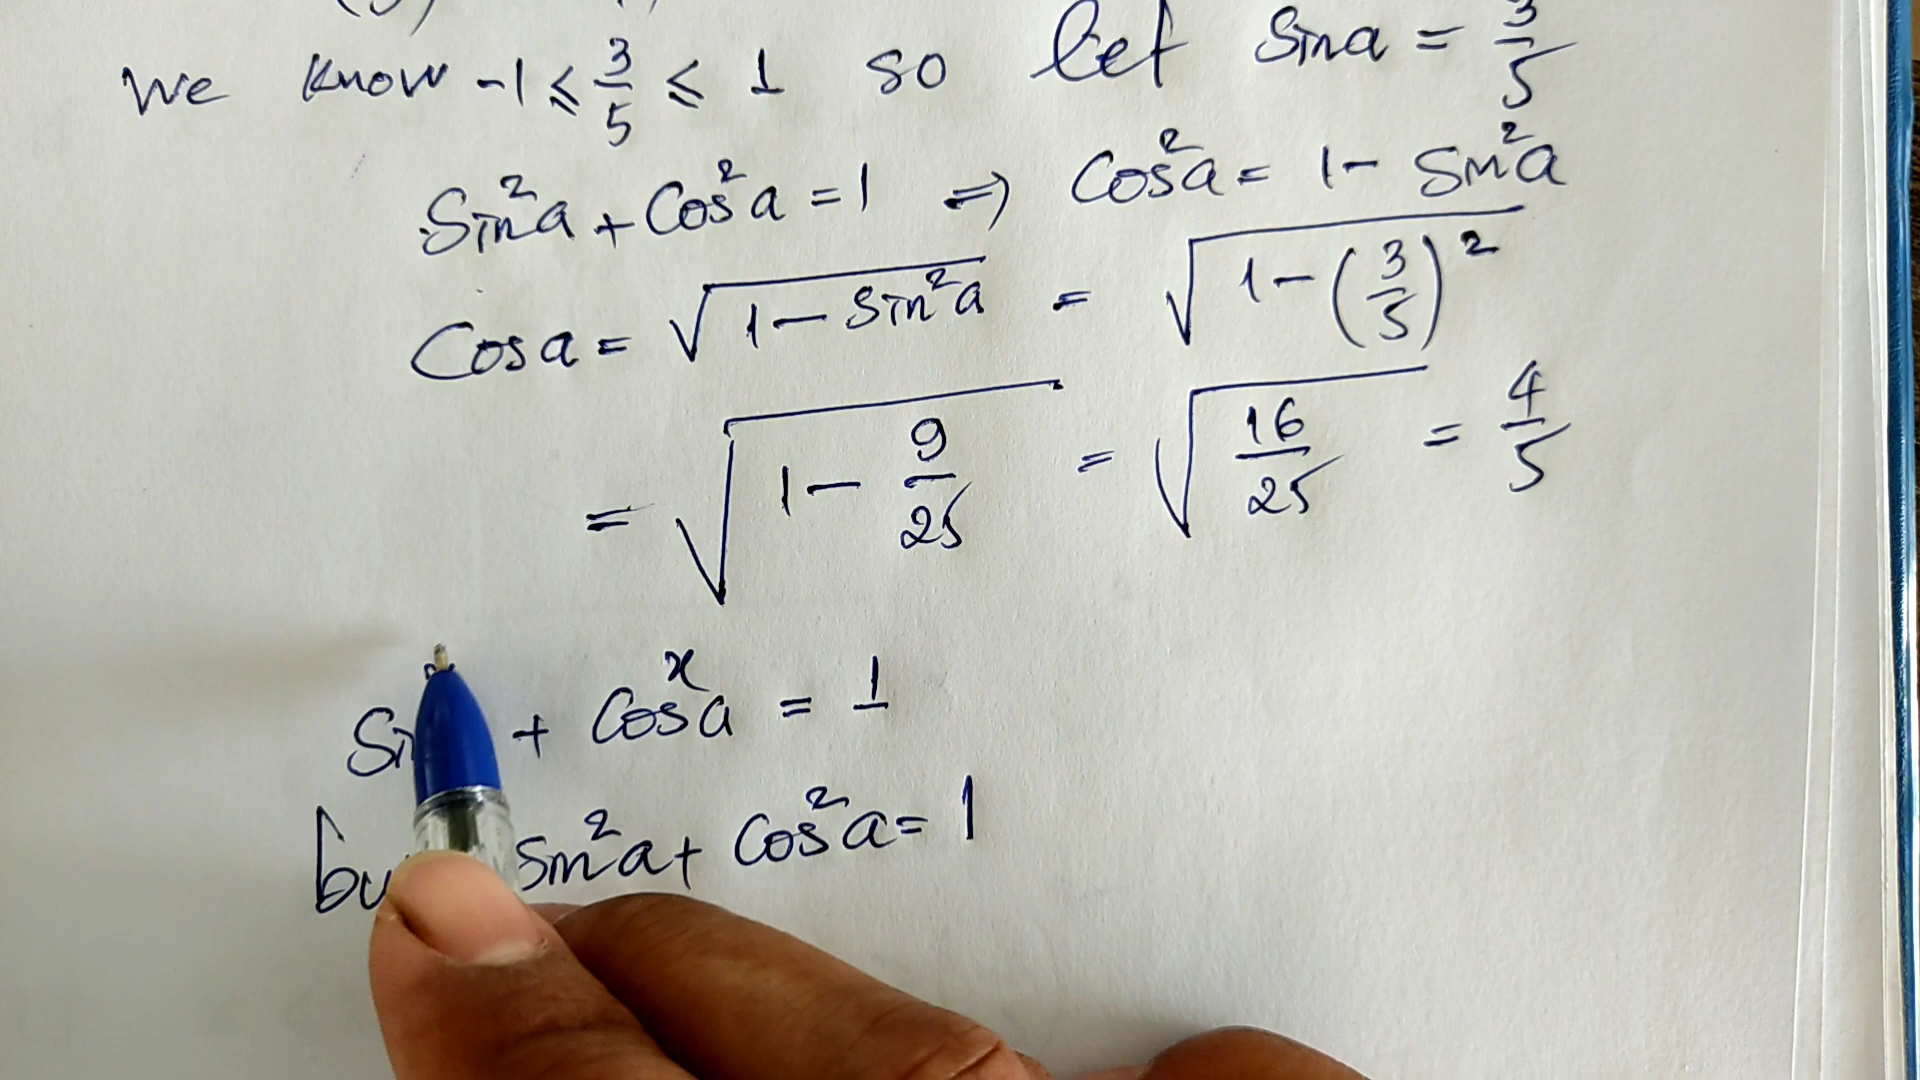 We know -1 ≤ 3/5 ≤ 1 so let Sin a = 3/5
Sin²a + Cos²a = 1 ⇒ Cos²a = 1 - Sin²a
Cos a = √(1 - Sin²a) = √(1 - (3/5)²)
= √(1 - 9/25) = √(16/25) = 4/5
+ Cos^x a = 1
Sin²a + Cos²a = 1